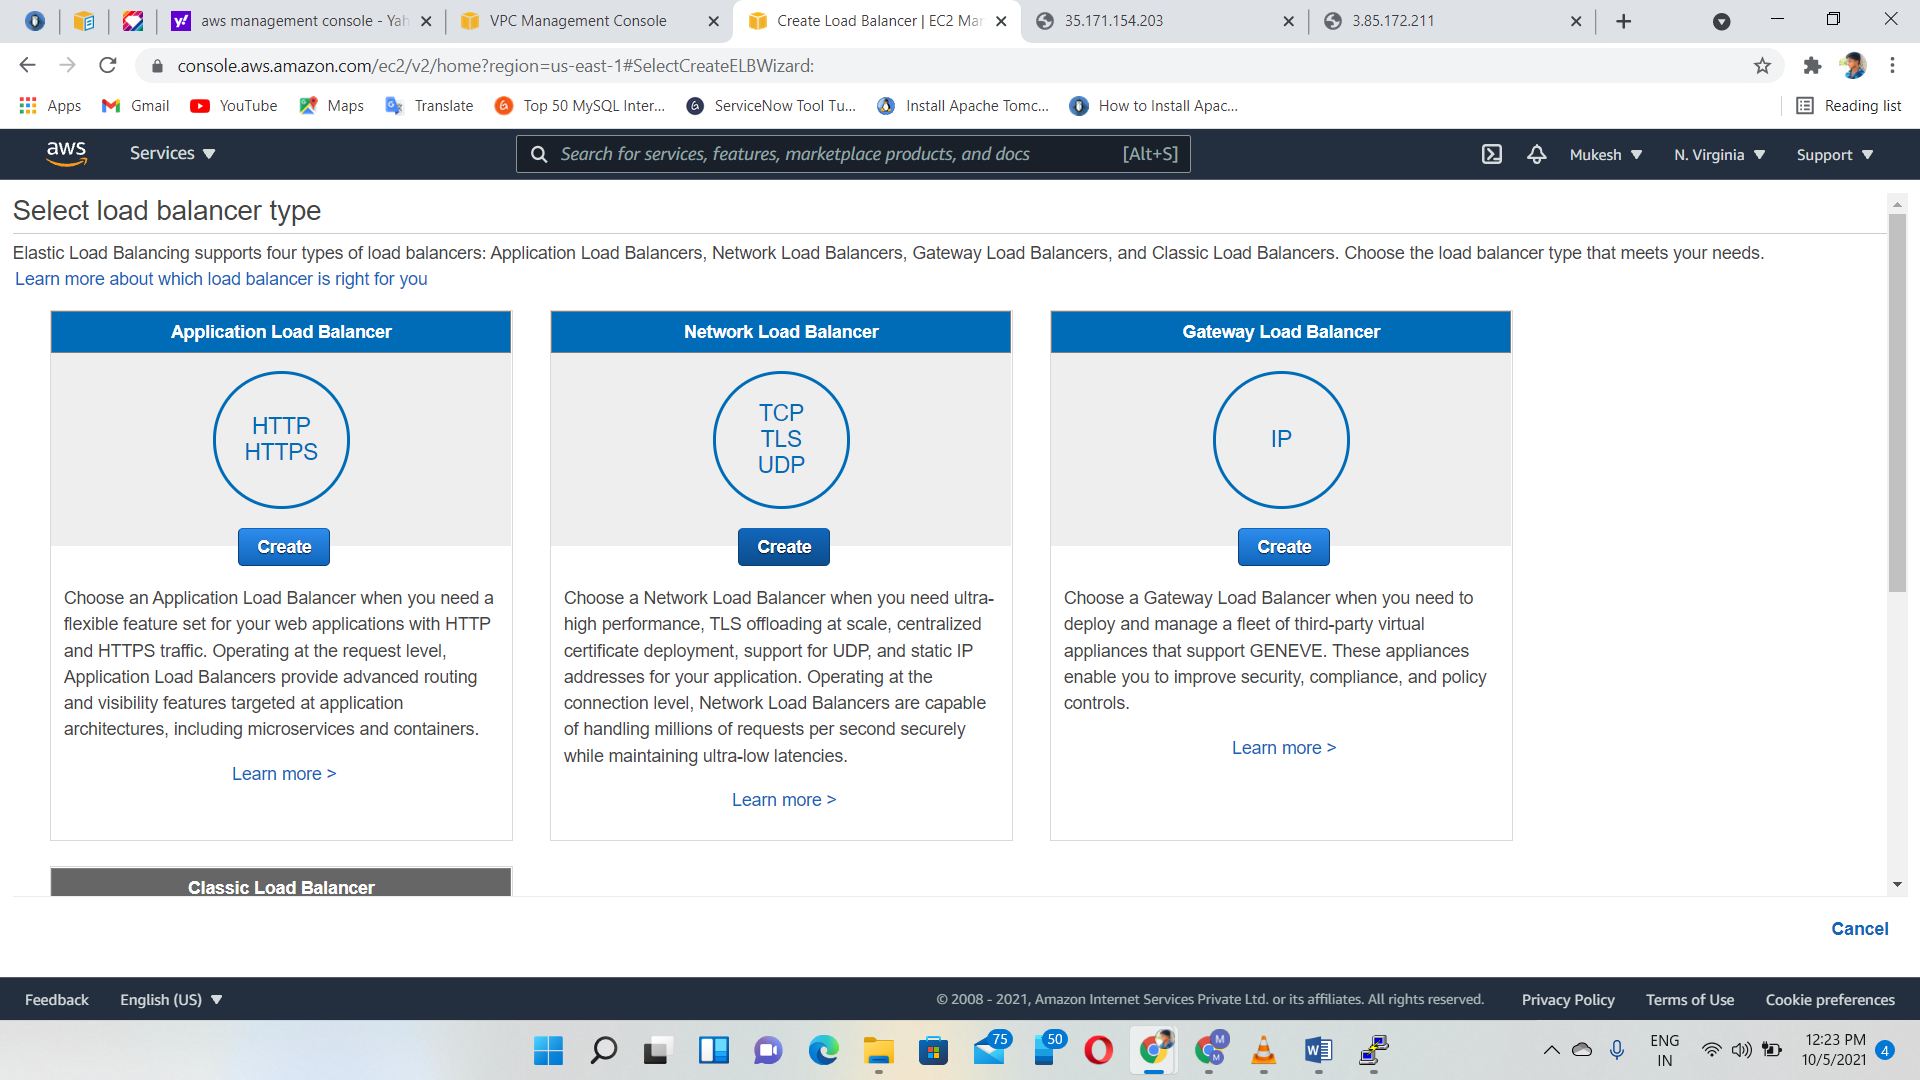 aws management console - Yah
VPC Management Console
Create Load Balancer | EC2 Mar
35.171.154.203
3.85.172.211
console.aws.amazon.com/ec2/v2/home?region=us-east-1#SelectCreateELBWizard:
Apps
Gmail
YouTube
Maps
Translate
Top 50 MySQL Inter...
ServiceNow Tool Tu...
Install Apache Tomc...
How to Install Apac...
Reading list
aws
Services
Search for services, features, marketplace products, and docs
[Alt+S]
Mukesh
N. Virginia
Support
Select load balancer type
Elastic Load Balancing supports four types of load balancers: Application Load Balancers, Network Load Balancers, Gateway Load Balancers, and Classic Load Balancers. Choose the load balancer type that meets your needs.
Learn more about which load balancer is right for you
Application Load Balancer
HTTP
HTTPS
Create
Choose an Application Load Balancer when you need a
flexible feature set for your web applications with HTTP
and HTTPS traffic. Operating at the request level,
Application Load Balancers provide advanced routing
and visibility features targeted at application
architectures, including microservices and containers.
Learn more >
Network Load Balancer
TCP
TLS
UDP
Create
Choose a Network Load Balancer when you need ultra-
high performance, TLS offloading at scale, centralized
certificate deployment, support for UDP, and static IP
addresses for your application. Operating at the
connection level, Network Load Balancers are capable
of handling millions of requests per second securely
while maintaining ultra-low latencies.
Learn more >
Gateway Load Balancer
IP
Create
Choose a Gateway Load Balancer when you need to
deploy and manage a fleet of third-party virtual
appliances that support GENEVE. These appliances
enable you to improve security, compliance, and policy
controls.
Learn more >
Classic Load Balancer
Cancel
Feedback
English (US)
© 2008 - 2021, Amazon Internet Services Private Ltd. or its affiliates. All rights reserved.
Privacy Policy
Terms of Use
Cookie preferences
75
50
M
M
ENG
IN
12:23 PM
10/5/2021
4